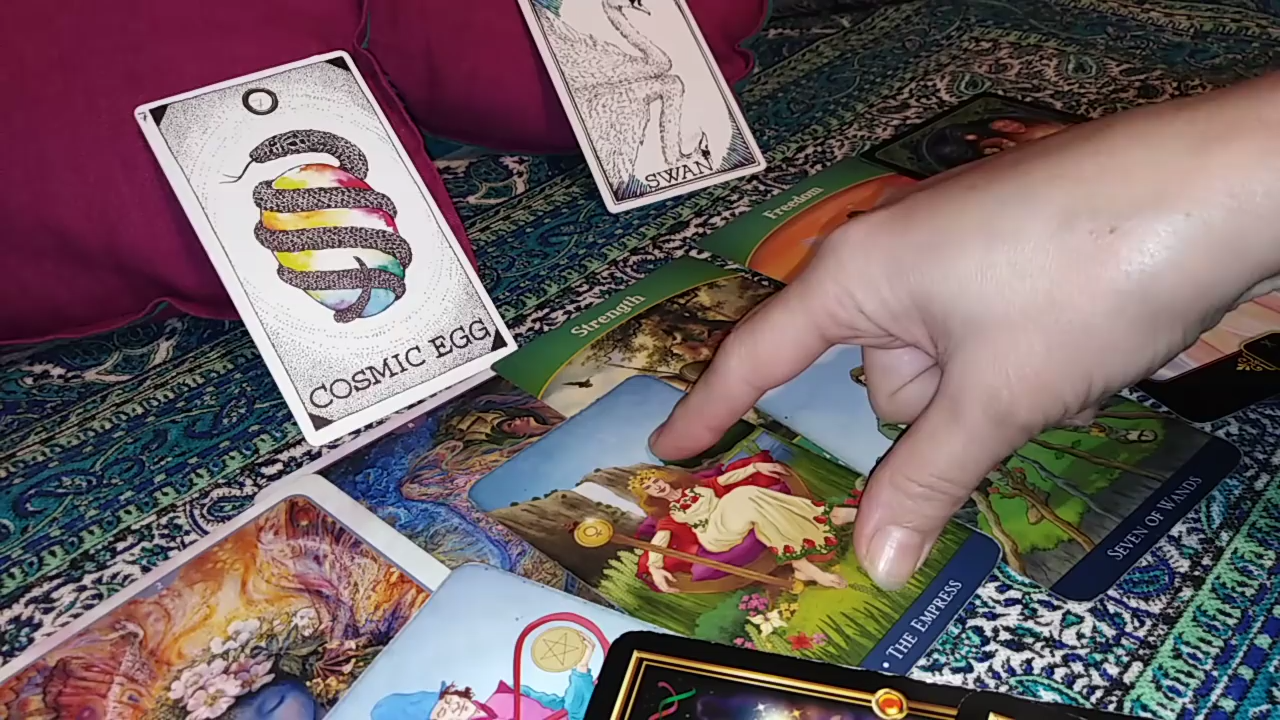 COSMIC EGG
SWAN
Freedom
Strength
SEVEN OF WANDS
• THE EMPRESS